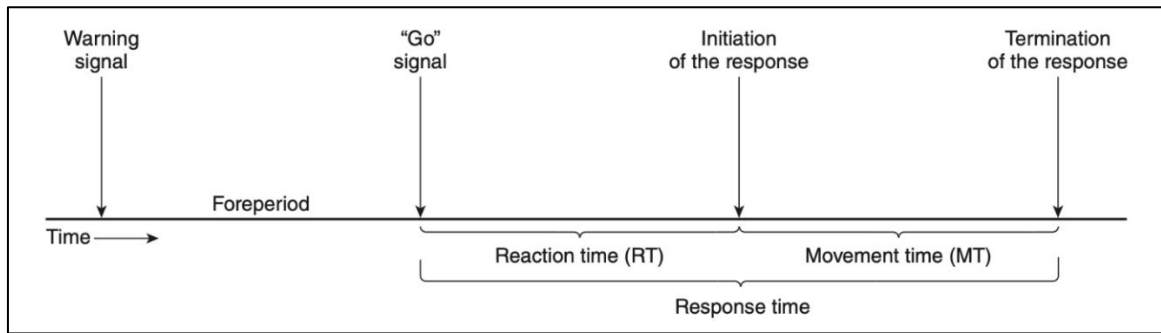 Warning
signal
“Go”
signal
Initiation
of the response
Termination
of the response
Foreperiod
Time
Reaction time (RT)
Movement time (MT)
Response time